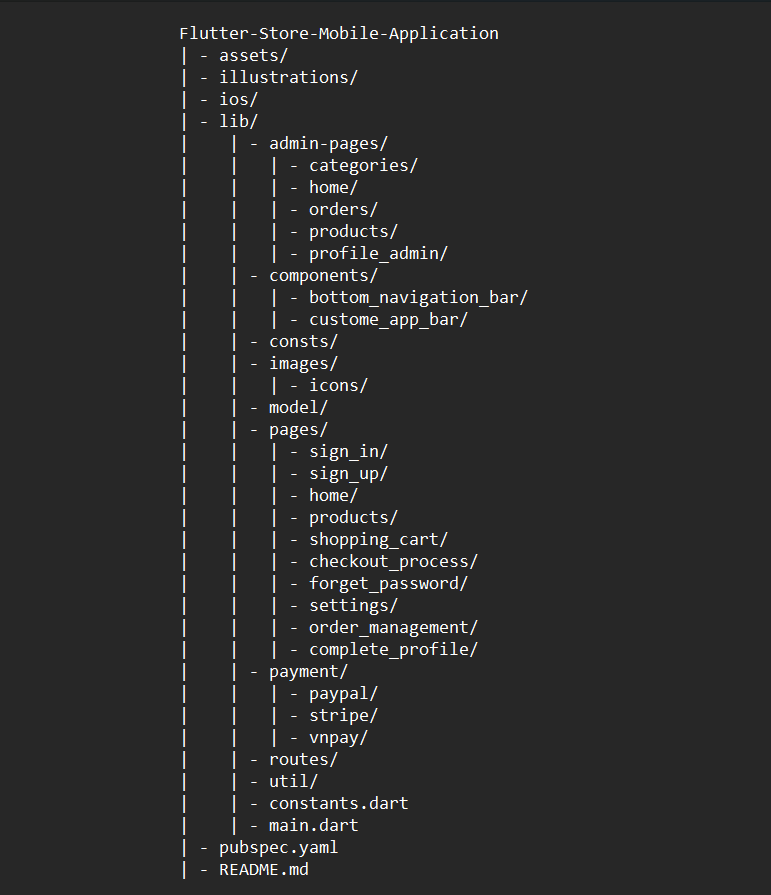 Flutter-Store-Mobile-Application
| - assets/
| - illustrations/
| - ios/
| - lib/
|    | - admin-pages/
|    |   | - categories/
|    |   | - home/
|    |   | - orders/
|    |   | - products/
|    |   | - profile_admin/
|    | - components/
|    |   | - bottom_navigation_bar/
|    |   | - custome_app_bar/
|    | - consts/
|    | - images/
|    |   | - icons/
|    | - model/
|    | - pages/
|    |   | - sign_in/
|    |   | - sign_up/
|    |   | - home/
|    |   | - products/
|    |   | - shopping_cart/
|    |   | - checkout_process/
|    |   | - forget_password/
|    |   | - settings/
|    |   | - order_management/
|    |   | - complete_profile/
|    | - payment/
|    |   | - paypal/
|    |   | - stripe/
|    |   | - vnpay/
|    | - routes/
|    | - util/
|    | - constants.dart
|    | - main.dart
| - pubspec.yaml
| - README.md